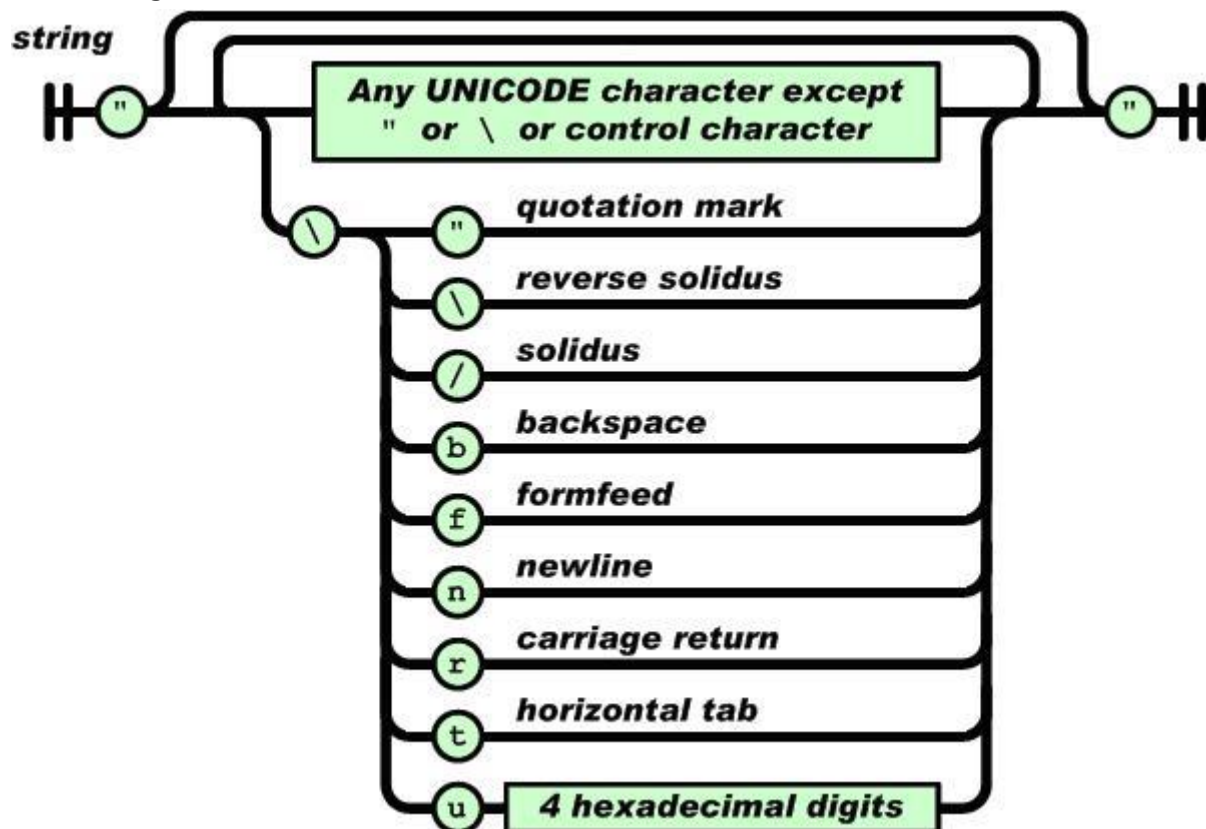 string
"
Any UNICODE character except
" or \ or control character
"
\
" quotation mark
\ reverse solidus
/ solidus
b backspace
f formfeed
n newline
r carriage return
t horizontal tab
u 4 hexadecimal digits